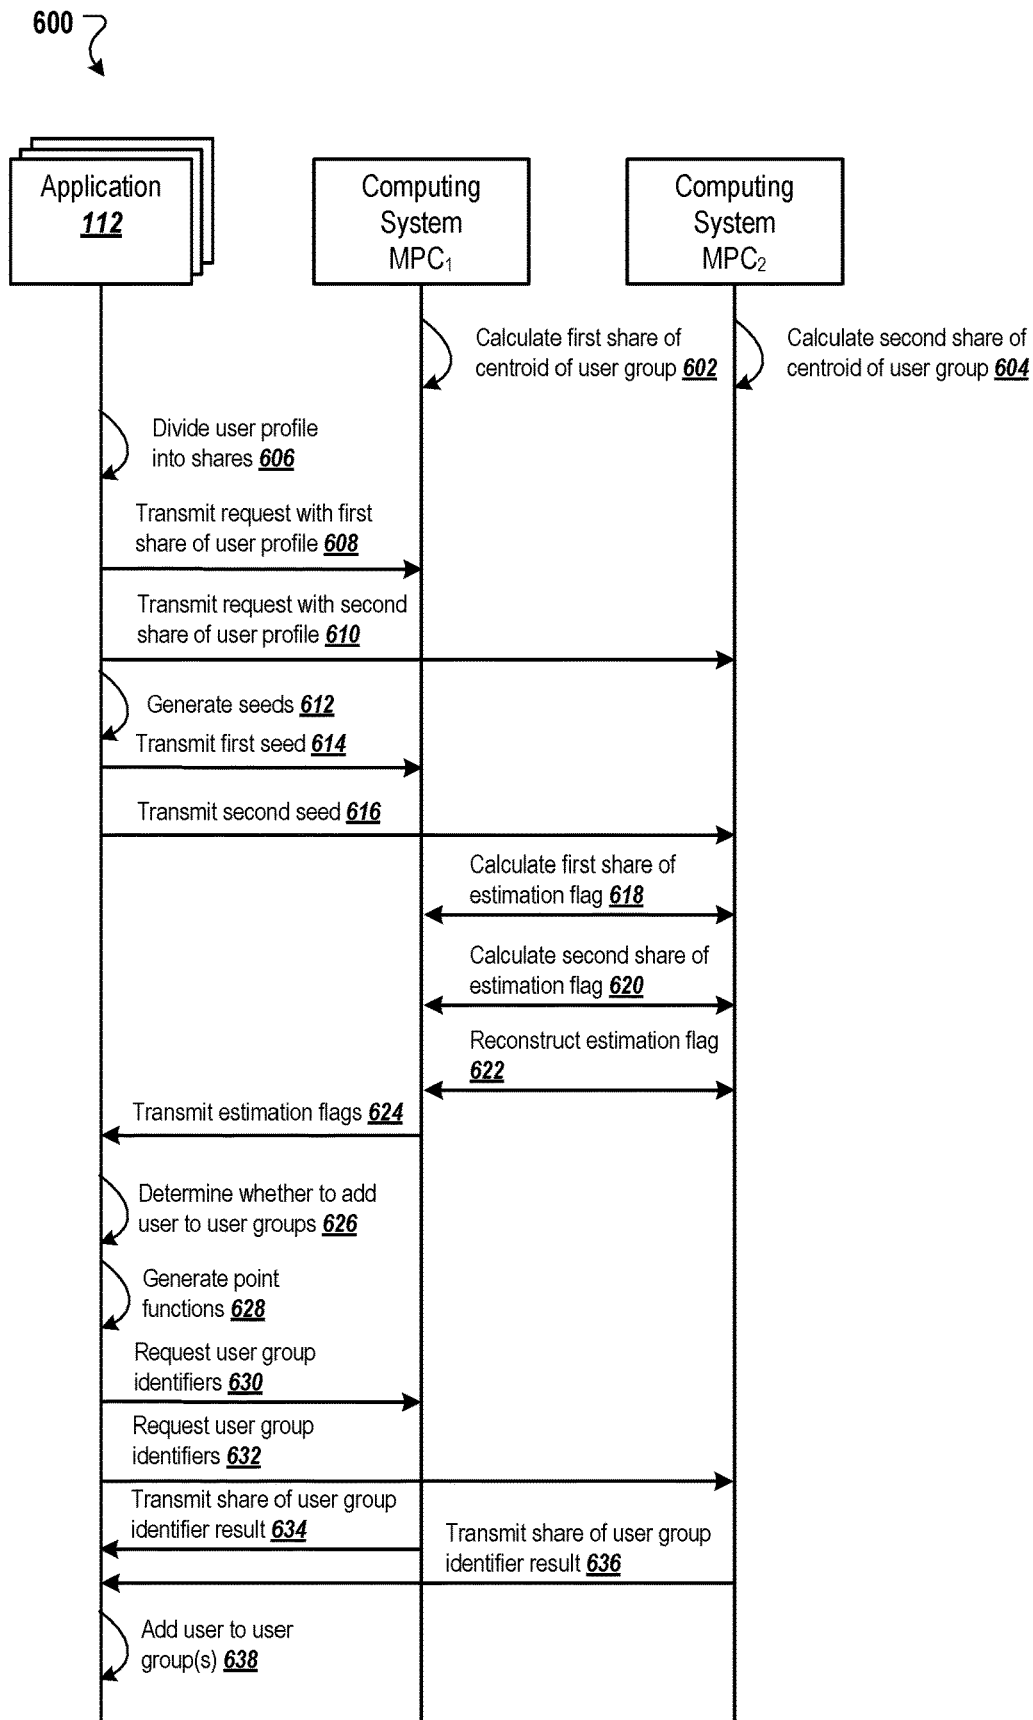 600
Application
112
Computing
System
MPC₁
Computing
System
MPC₂
Calculate first share of
centroid of user group 602
Calculate second share of
centroid of user group 604
Divide user profile
into shares 606
Transmit request with first
share of user profile 608
Transmit request with second
share of user profile 610
Generate seeds 612
Transmit first seed 614
Transmit second seed 616
Calculate first share of
estimation flag 618
Calculate second share of
estimation flag 620
Reconstruct estimation flag
622
Transmit estimation flags 624
Determine whether to add
user to user groups 626
Generate point
functions 628
Request user group
identifiers 630
Request user group
identifiers 632
Transmit share of user group
identifier result 634
Transmit share of user group
identifier result 636
Add user to user
group(s) 638